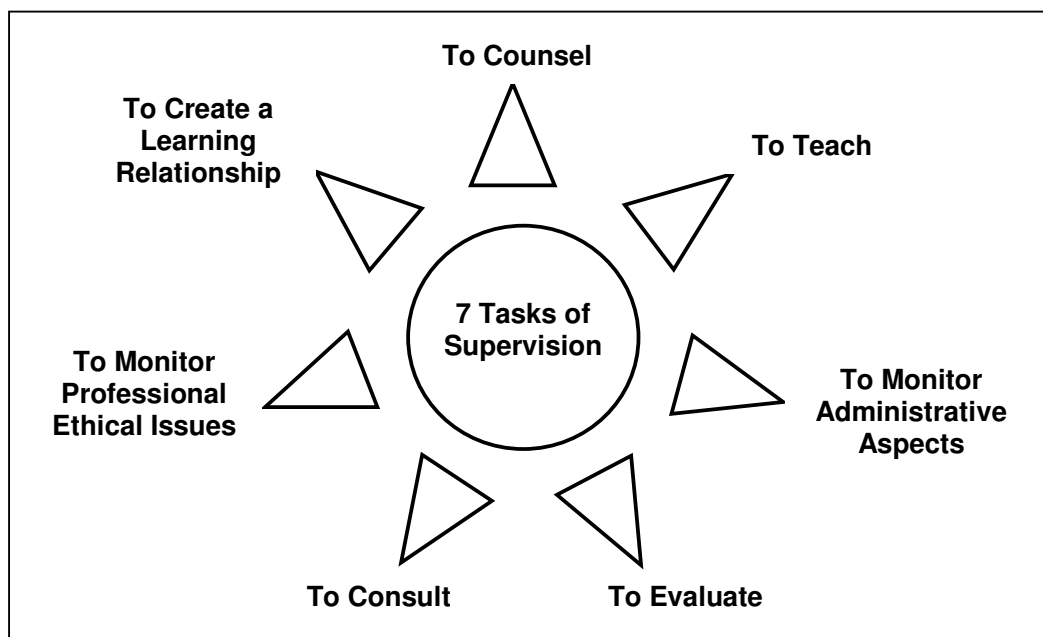 To Counsel
To Create a
Learning
Relationship
To Teach
7 Tasks of
Supervision
To Monitor
Professional
Ethical Issues
To Monitor
Administrative
Aspects
To Consult
To Evaluate